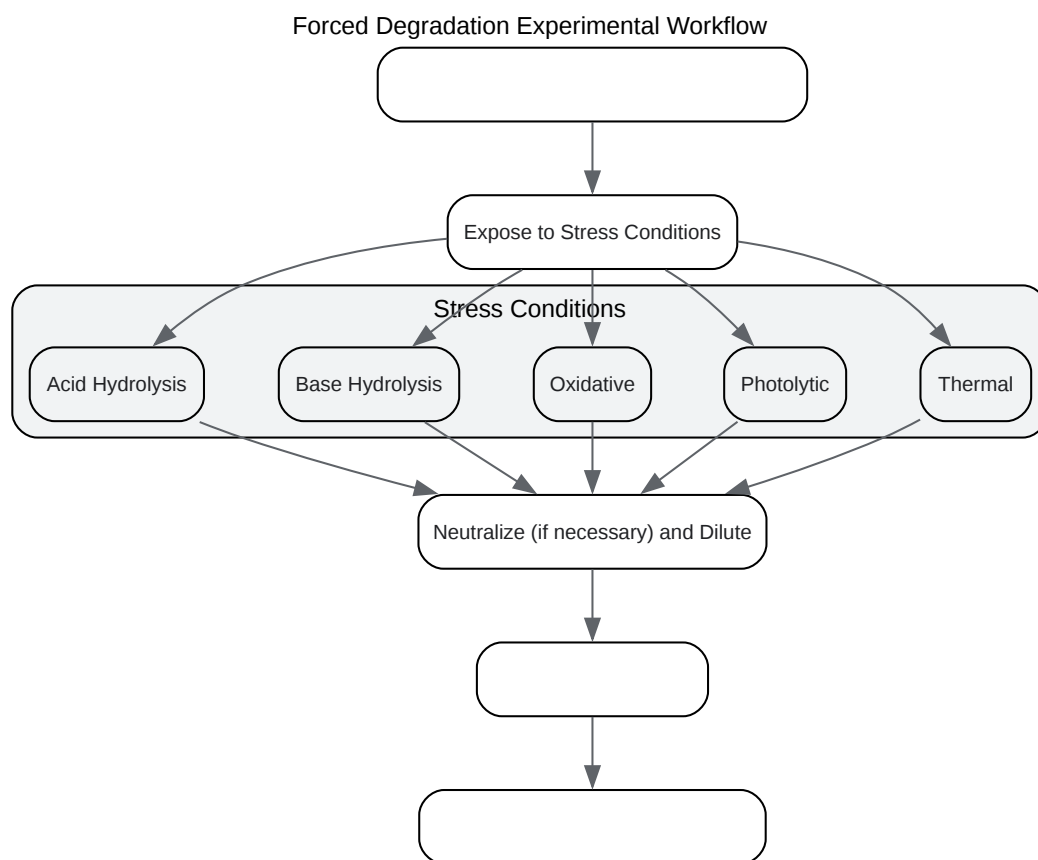 Forced Degradation Experimental Workflow
Expose to Stress Conditions
Stress Conditions
Acid Hydrolysis
Base Hydrolysis
Oxidative
Photolytic
Thermal
Neutralize (if necessary) and Dilute